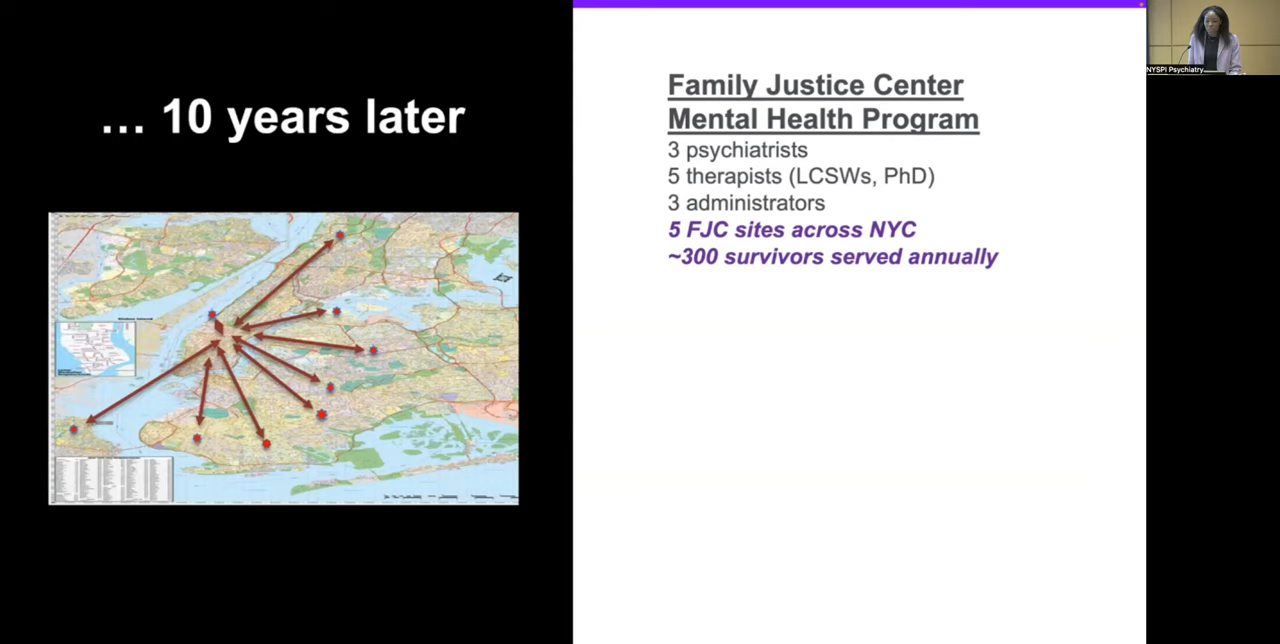 ... 10 years later
Family Justice Center
Mental Health Program
3 psychiatrists
5 therapists (LCSWs, PhD)
3 administrators
5 FJC sites across NYC
~300 survivors served annually
NYSPI Psychiatry